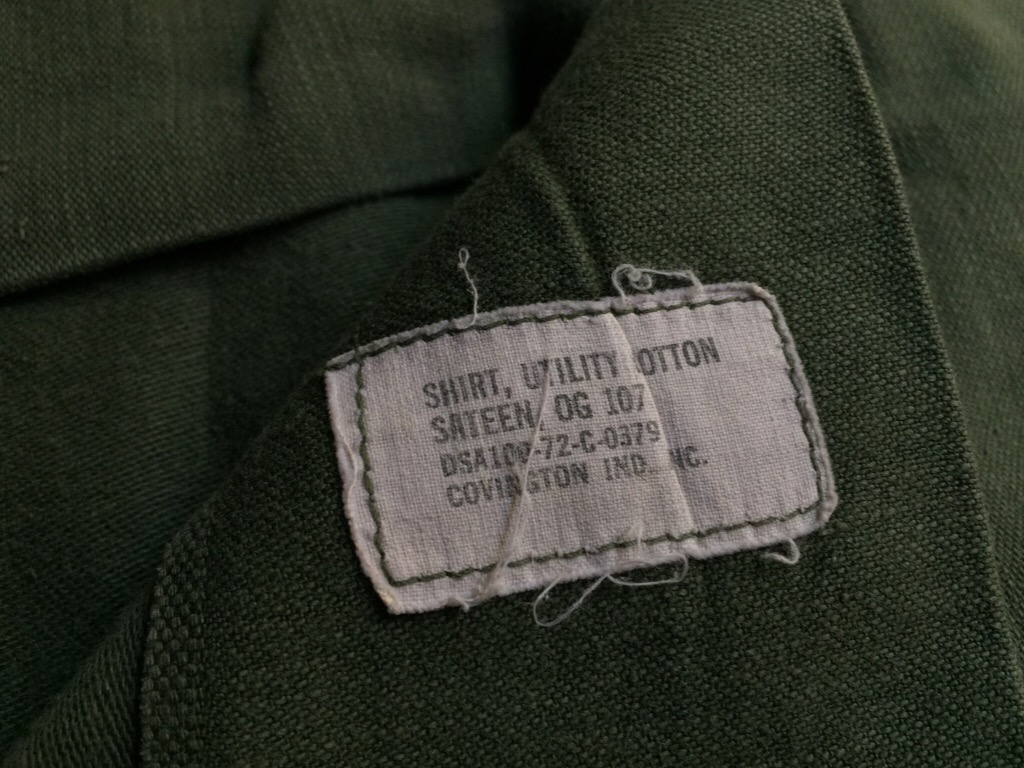 SHIRT, UTILITY COTTON
SATEEN, OG 107
DSA100-72-C-0379
COVINGTON IND. INC.